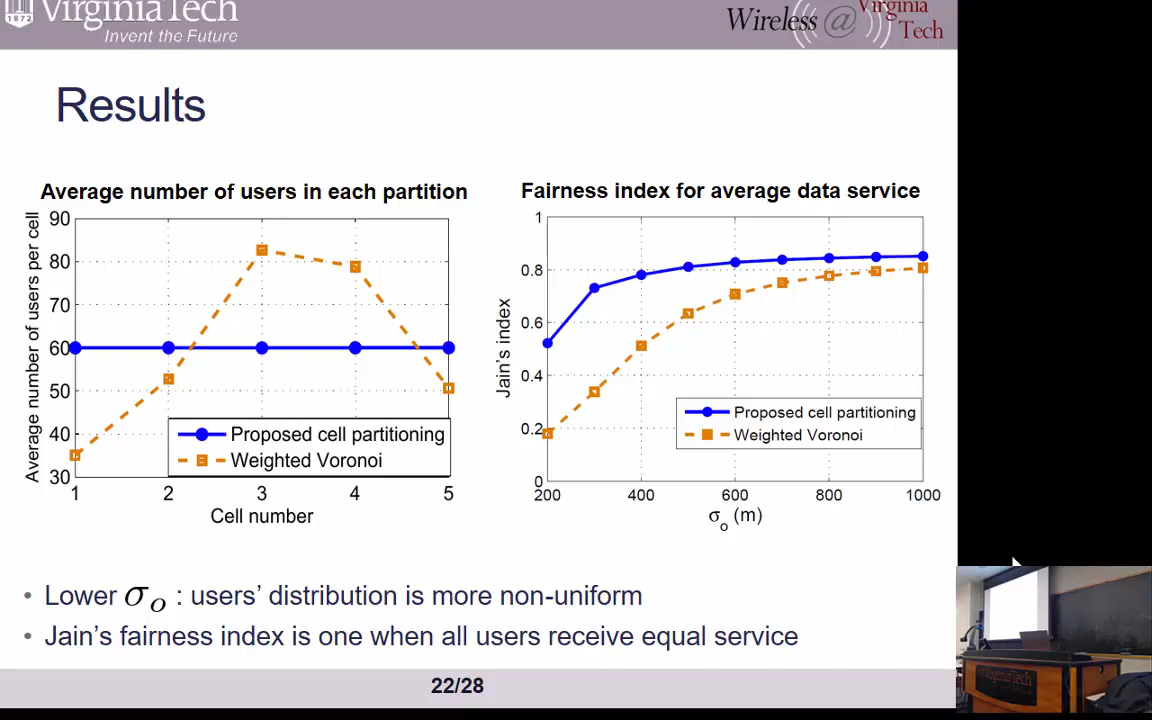 VirginiaTech
1872
Invent the Future
Wireless@
Virginia
Tech
Results
Average number of users in each partition
Average number of users per cell
90
80
70
60
50
40
30
1 2 3 4 5
Cell number
Proposed cell partitioning
Weighted Voronoi
Fairness index for average data service
Jain's index
1
0.8
0.6
0.4
0.2
0
200 400 600 800 1000
σo (m)
Proposed cell partitioning
Weighted Voronoi
• Lower σo : users’ distribution is more non-uniform
• Jain’s fairness index is one when all users receive equal service
22/28
VirginiaTech